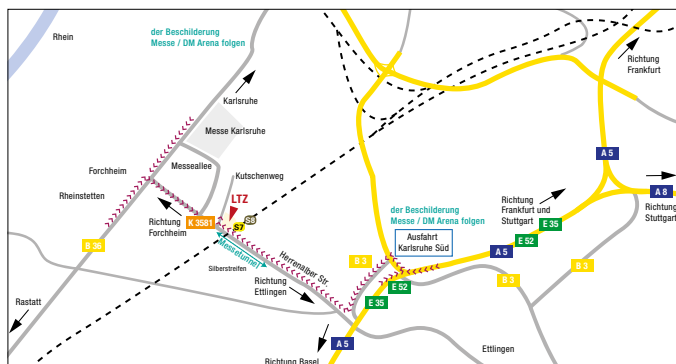 der Beschilderung
Messe / DM Arena folgen
Rhein
Richtung
Frankfurt
Karlsruhe
Messe Karlsruhe
Messeallee
A 5
Forchheim
Kutschenweg
Rheinstetten
LTZ
A 8
Richtung
Stuttgart
Richtung
Frankfurt und
Stuttgart
der Beschilderung
Messe / DM Arena folgen
K 3581
S7
S8
E 35
Richtung
Forchheim
Ausfahrt
Karlsruhe Süd
E 52
B 36
Messetunnel
Herrenalber Str.
A 5
B 3
B 3
B 3
Silberstreifen
E 52
Richtung
Ettlingen
E 35
Rastatt
A 5
Ettlingen
Richtung Basel